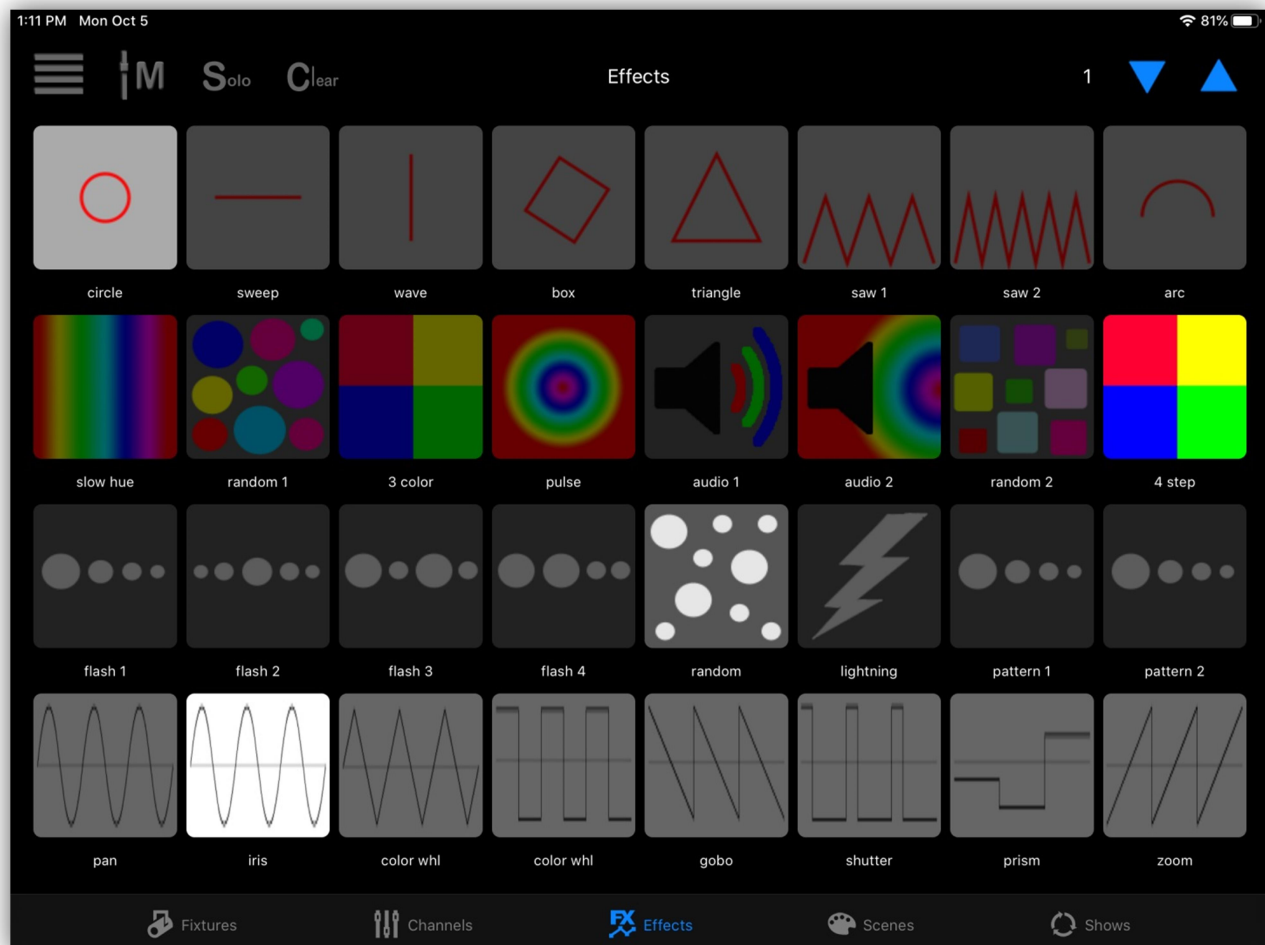 1:11 PM Mon Oct 5 81%
M Solo Clear Effects 1
circle sweep wave box triangle saw 1 saw 2 arc
slow hue random 1 3 color pulse audio 1 audio 2 random 2 4 step
flash 1 flash 2 flash 3 flash 4 random lightning pattern 1 pattern 2
pan iris color whl color whl gobo shutter prism zoom
Fixtures Channels FX Effects Scenes Shows